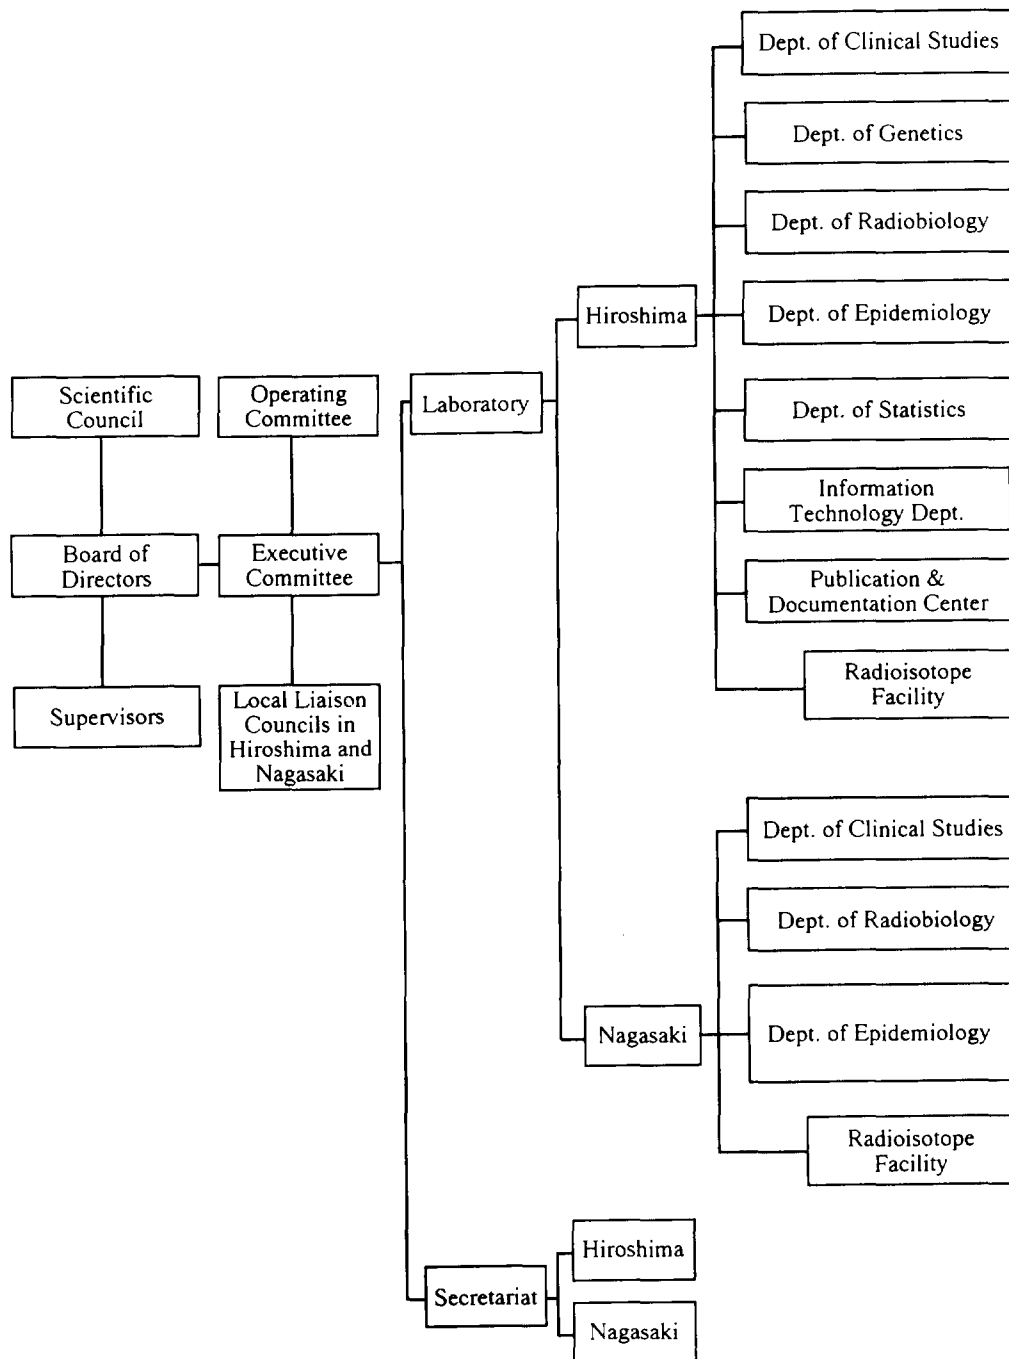 Dept. of Clinical Studies
Dept. of Genetics
Dept. of Radiobiology
Hiroshima
Dept. of Epidemiology
Scientific
Council
Operating
Committee
Laboratory
Dept. of Statistics
Information
Technology Dept.
Board of
Directors
Executive
Committee
Publication &
Documentation Center
Radioisotope
Facility
Supervisors
Local Liaison
Councils in
Hiroshima and
Nagasaki
Dept. of Clinical Studies
Dept. of Radiobiology
Nagasaki
Dept. of Epidemiology
Radioisotope
Facility
Hiroshima
Secretariat
Nagasaki